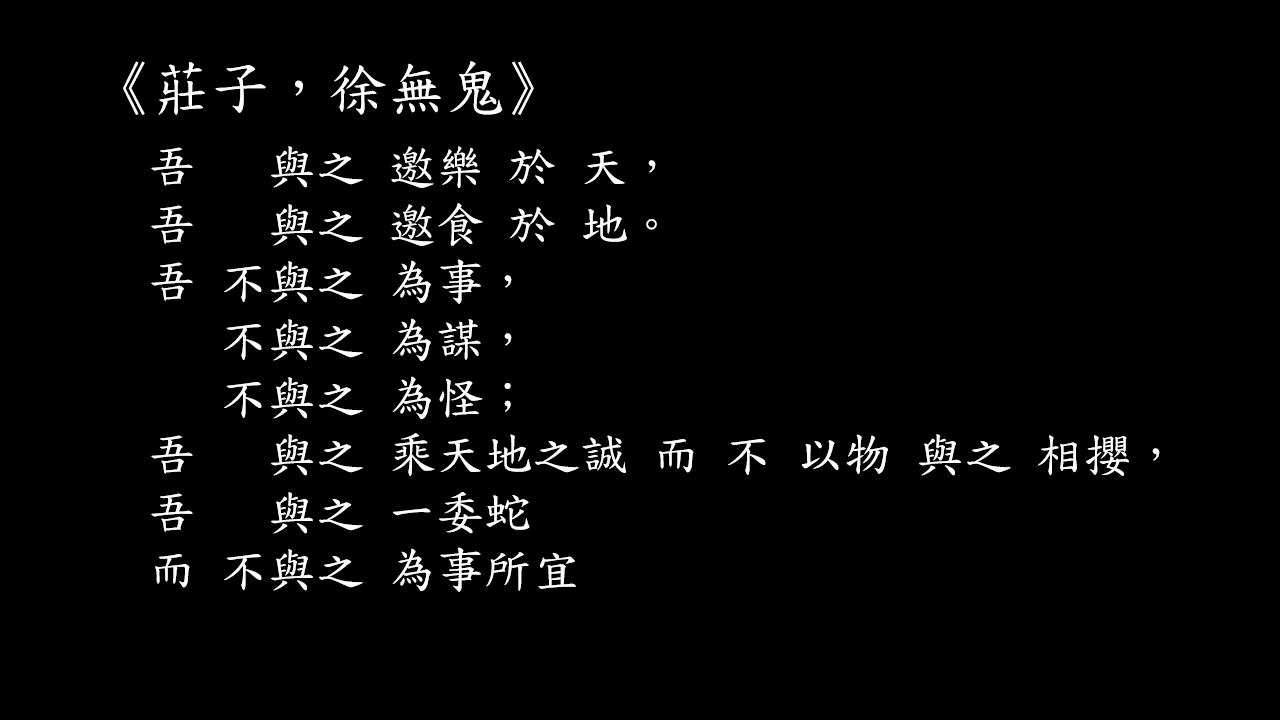 《莊子，徐無鬼》
吾 與之 邀樂 於 天，
吾 與之 邀食 於 地。
吾 不與之 為事，
不與之 為謀，
不與之 為怪；
吾 與之 乘天地之誠 而 不 以物 與之 相攖，
吾 與之 一委蛇
而 不與之 為事所宜